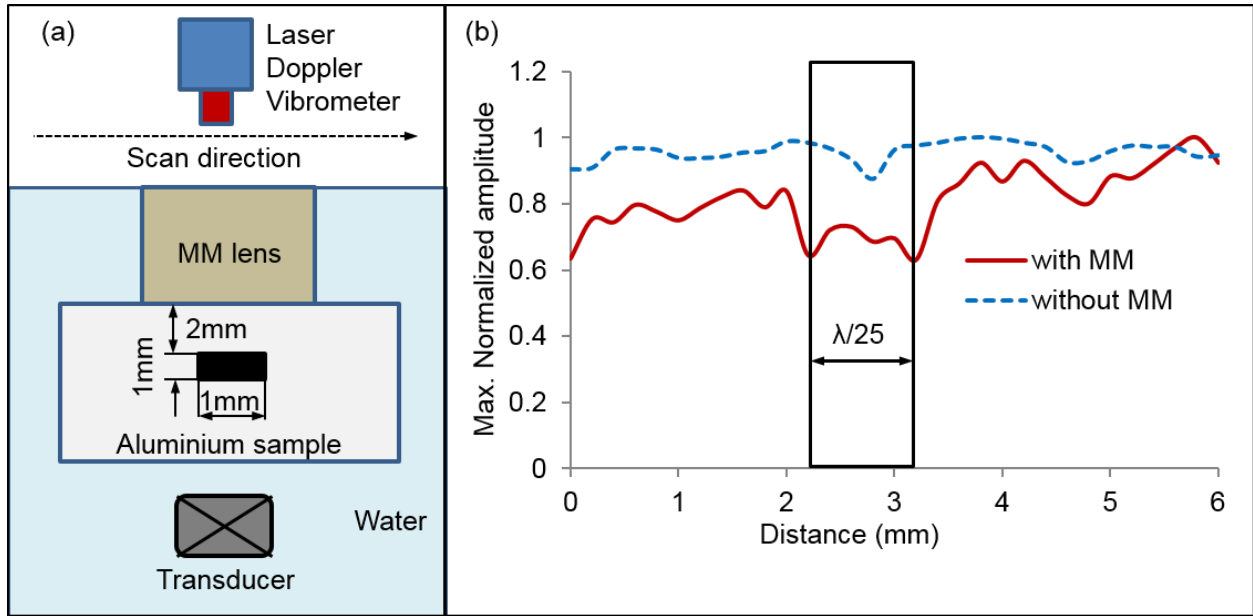 (a)
Laser
Doppler
Vibrometer
Scan direction
MM lens
2mm
1mm
1mm
Aluminium sample
Water
Transducer
(b)
Max. Normalized amplitude
1.2
1
0.8
0.6
0.4
0.2
0
with MM
without MM
λ/25
0 1 2 3 4 5 6
Distance (mm)